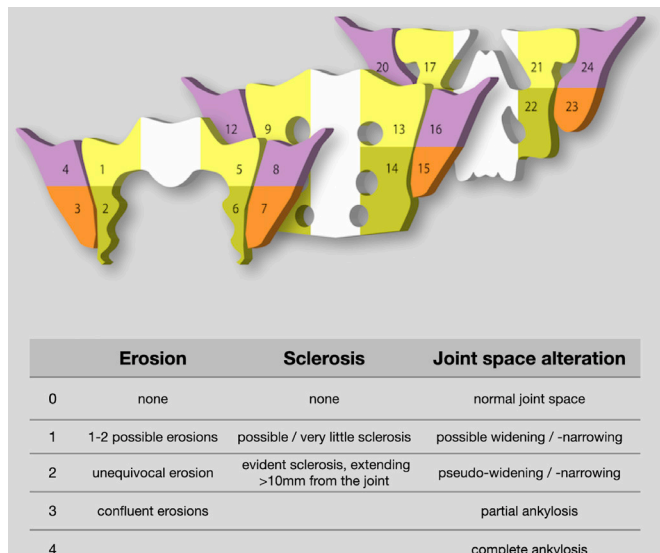 20 17 21 24
22 23
12 9 13 16
14 15
4 1 5 8
3 2 6 7
Erosion Sclerosis Joint space alteration
0 none none normal joint space
1 1-2 possible erosions possible / very little sclerosis possible widening / -narrowing
2 unequivocal erosion evident sclerosis, extending >10mm from the joint pseudo-widening / -narrowing
3 confluent erosions partial ankylosis
4 complete ankylosis